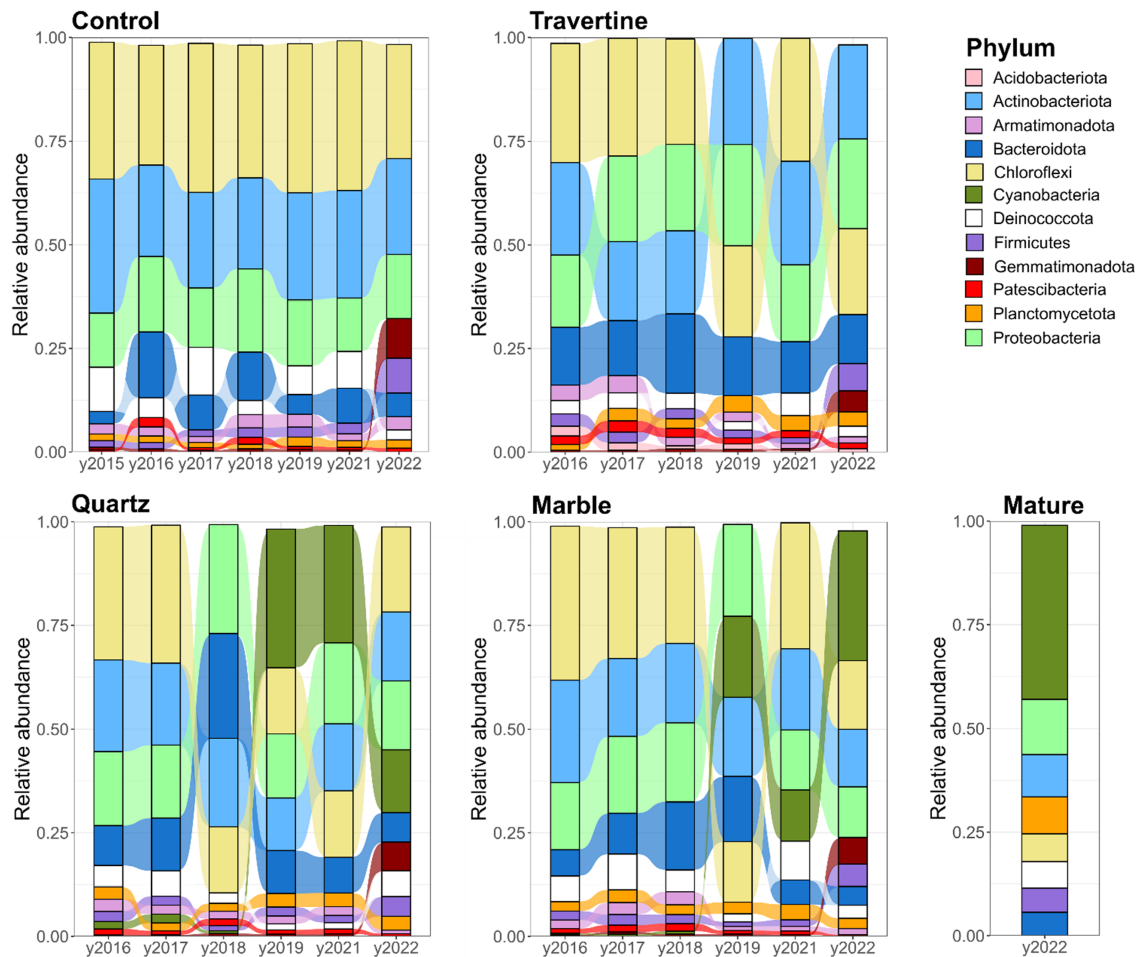 Control
Relative abundance
1.00
0.75
0.50
0.25
0.00
y2015 y2016 y2017 y2018 y2019 y2021 y2022
Travertine
Relative abundance
1.00
0.75
0.50
0.25
0.00
y2016 y2017 y2018 y2019 y2021 y2022
Phylum
Acidobacteriota
Actinobacteriota
Armatimonadota
Bacteroidota
Chloroflexi
Cyanobacteria
Deinococcota
Firmicutes
Gemmatimonadota
Patescibacteria
Planctomycetota
Proteobacteria
Quartz
Relative abundance
1.00
0.75
0.50
0.25
0.00
y2016 y2017 y2018 y2019 y2021 y2022
Marble
Relative abundance
1.00
0.75
0.50
0.25
0.00
y2016 y2017 y2018 y2019 y2021 y2022
Mature
Relative abundance
1.00
0.75
0.50
0.25
0.00
y2022